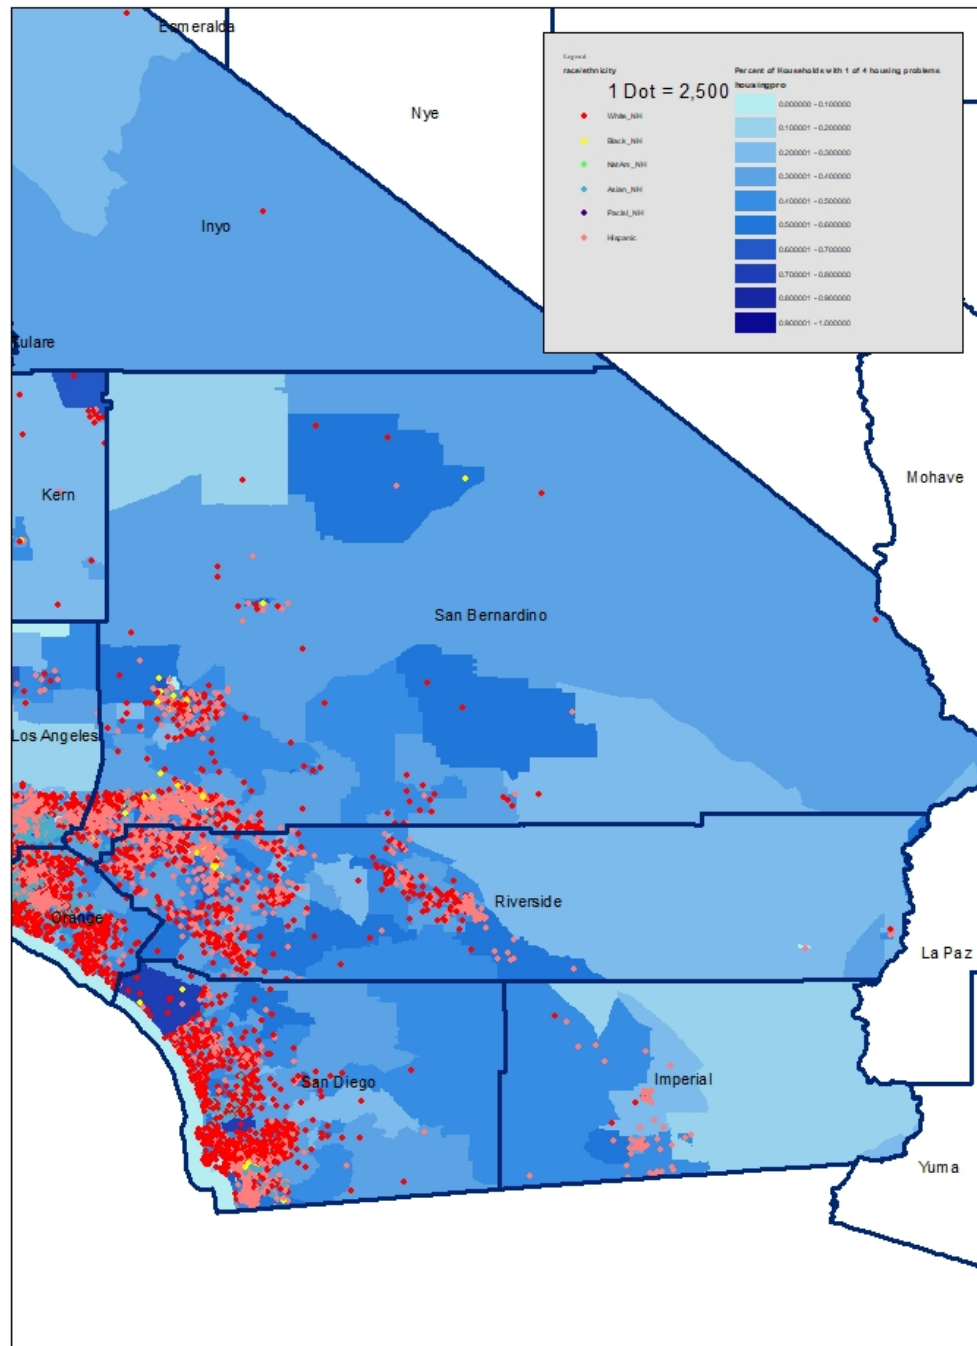 Esmeralda
Nye
Legend
race/ethnicity
1 Dot = 2,500
White_NH
Black_NH
NatAm_NH
Asian_NH
PacIsl_NH
Hispanic
Percent of Households with 1 of 4 housing problems
housingpro
0.000000 - 0.100000
0.100001 - 0.200000
0.200001 - 0.300000
0.300001 - 0.400000
0.400001 - 0.500000
0.500001 - 0.600000
0.600001 - 0.700000
0.700001 - 0.800000
0.800001 - 0.900000
0.900001 - 1.000000
Inyo
ulare
Mohave
Kern
San Bernardino
Los Angeles
Riverside
Orange
La Paz
San Diego
Imperial
Yuma